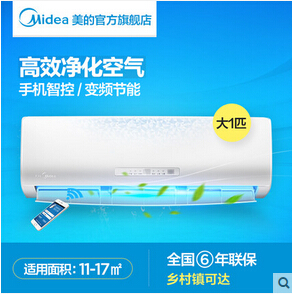 Midea 美的官方旗舰店
高效净化空气
手机智控/变频节能
大1匹
Midea
适用面积：11-17㎡
全国⑥年联保
乡村镇可达